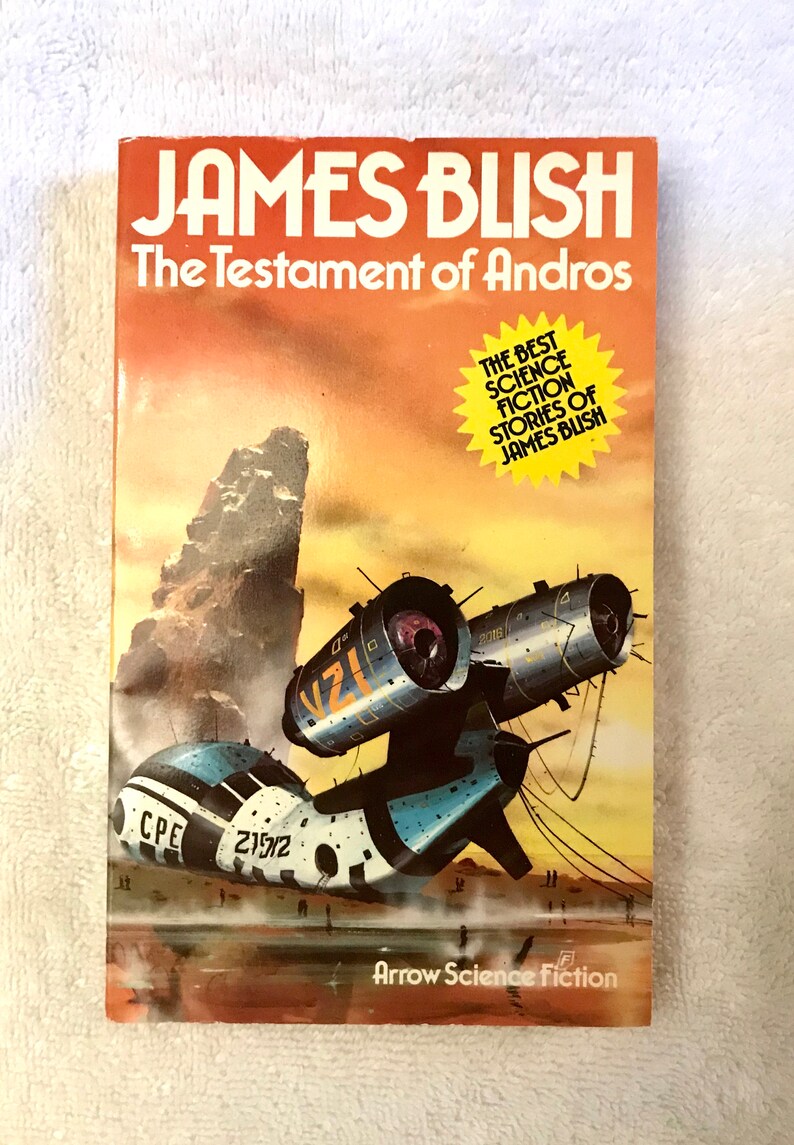 JAMES BLISH
The Testament of Andros
THE BEST
SCIENCE
FICTION
STORIES OF
JAMES BLISH
2016
V21
CPE
Arrow Science Fiction
F